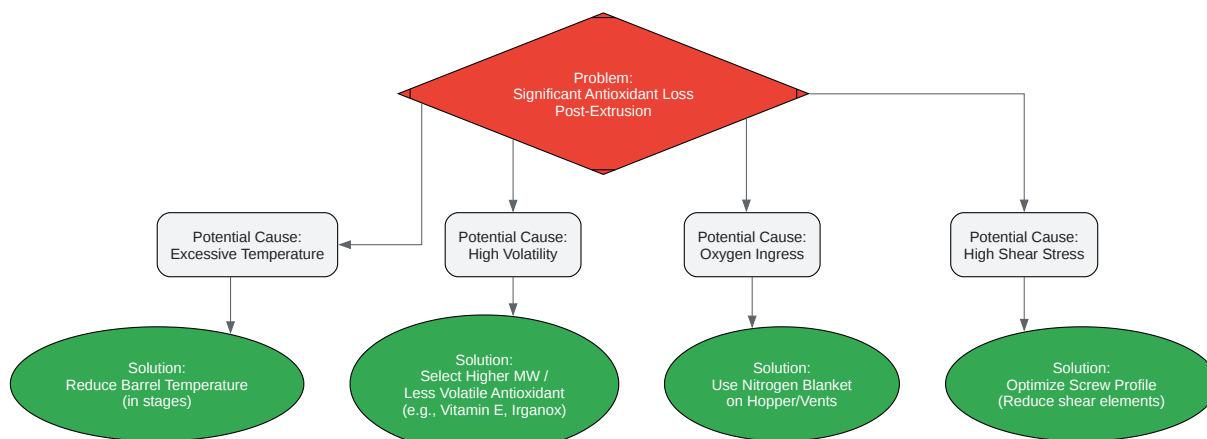 Problem:
Significant Antioxidant Loss
Post-Extrusion
Potential Cause:
Excessive Temperature
Potential Cause:
High Volatility
Potential Cause:
Oxygen Ingress
Potential Cause:
High Shear Stress
Solution:
Reduce Barrel Temperature
(in stages)
Solution:
Select Higher MW /
Less Volatile Antioxidant
(e.g., Vitamin E, Irganox)
Solution:
Use Nitrogen Blanket
on Hopper/Vents
Solution:
Optimize Screw Profile
(Reduce shear elements)